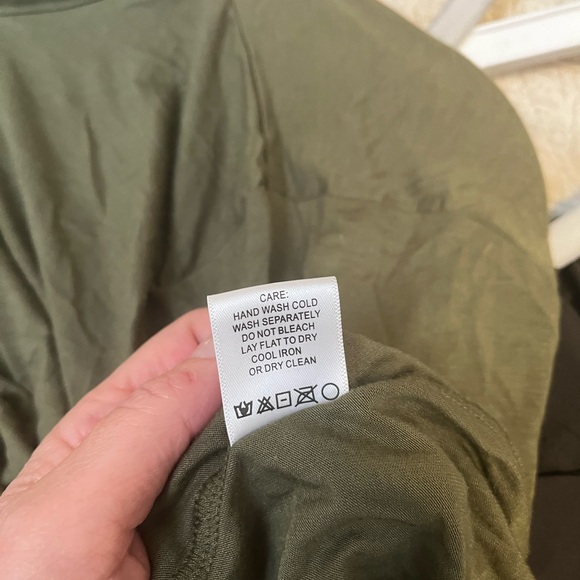 CARE:
HAND WASH COLD
WASH SEPARATELY
DO NOT BLEACH
LAY FLAT TO DRY
COOL IRON
OR DRY CLEAN